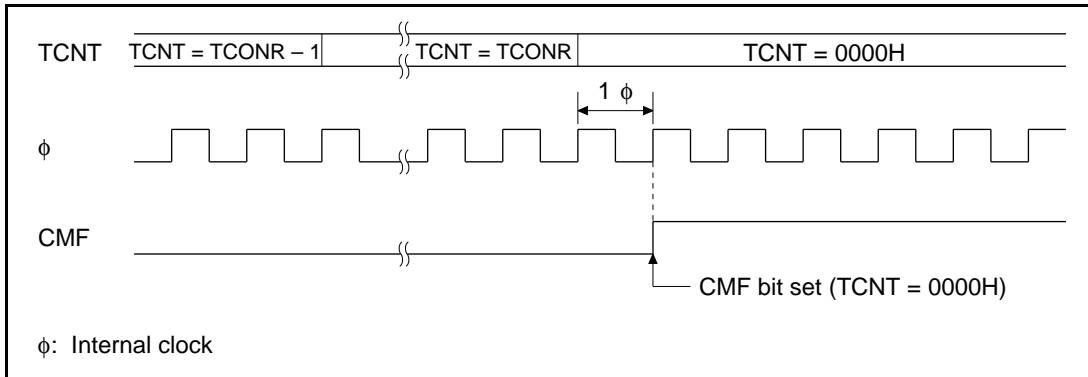 TCNT TCNT = TCONR – 1 TCNT = TCONR TCNT = 0000H
1 ϕ
ϕ
CMF
CMF bit set (TCNT = 0000H)
ϕ: Internal clock